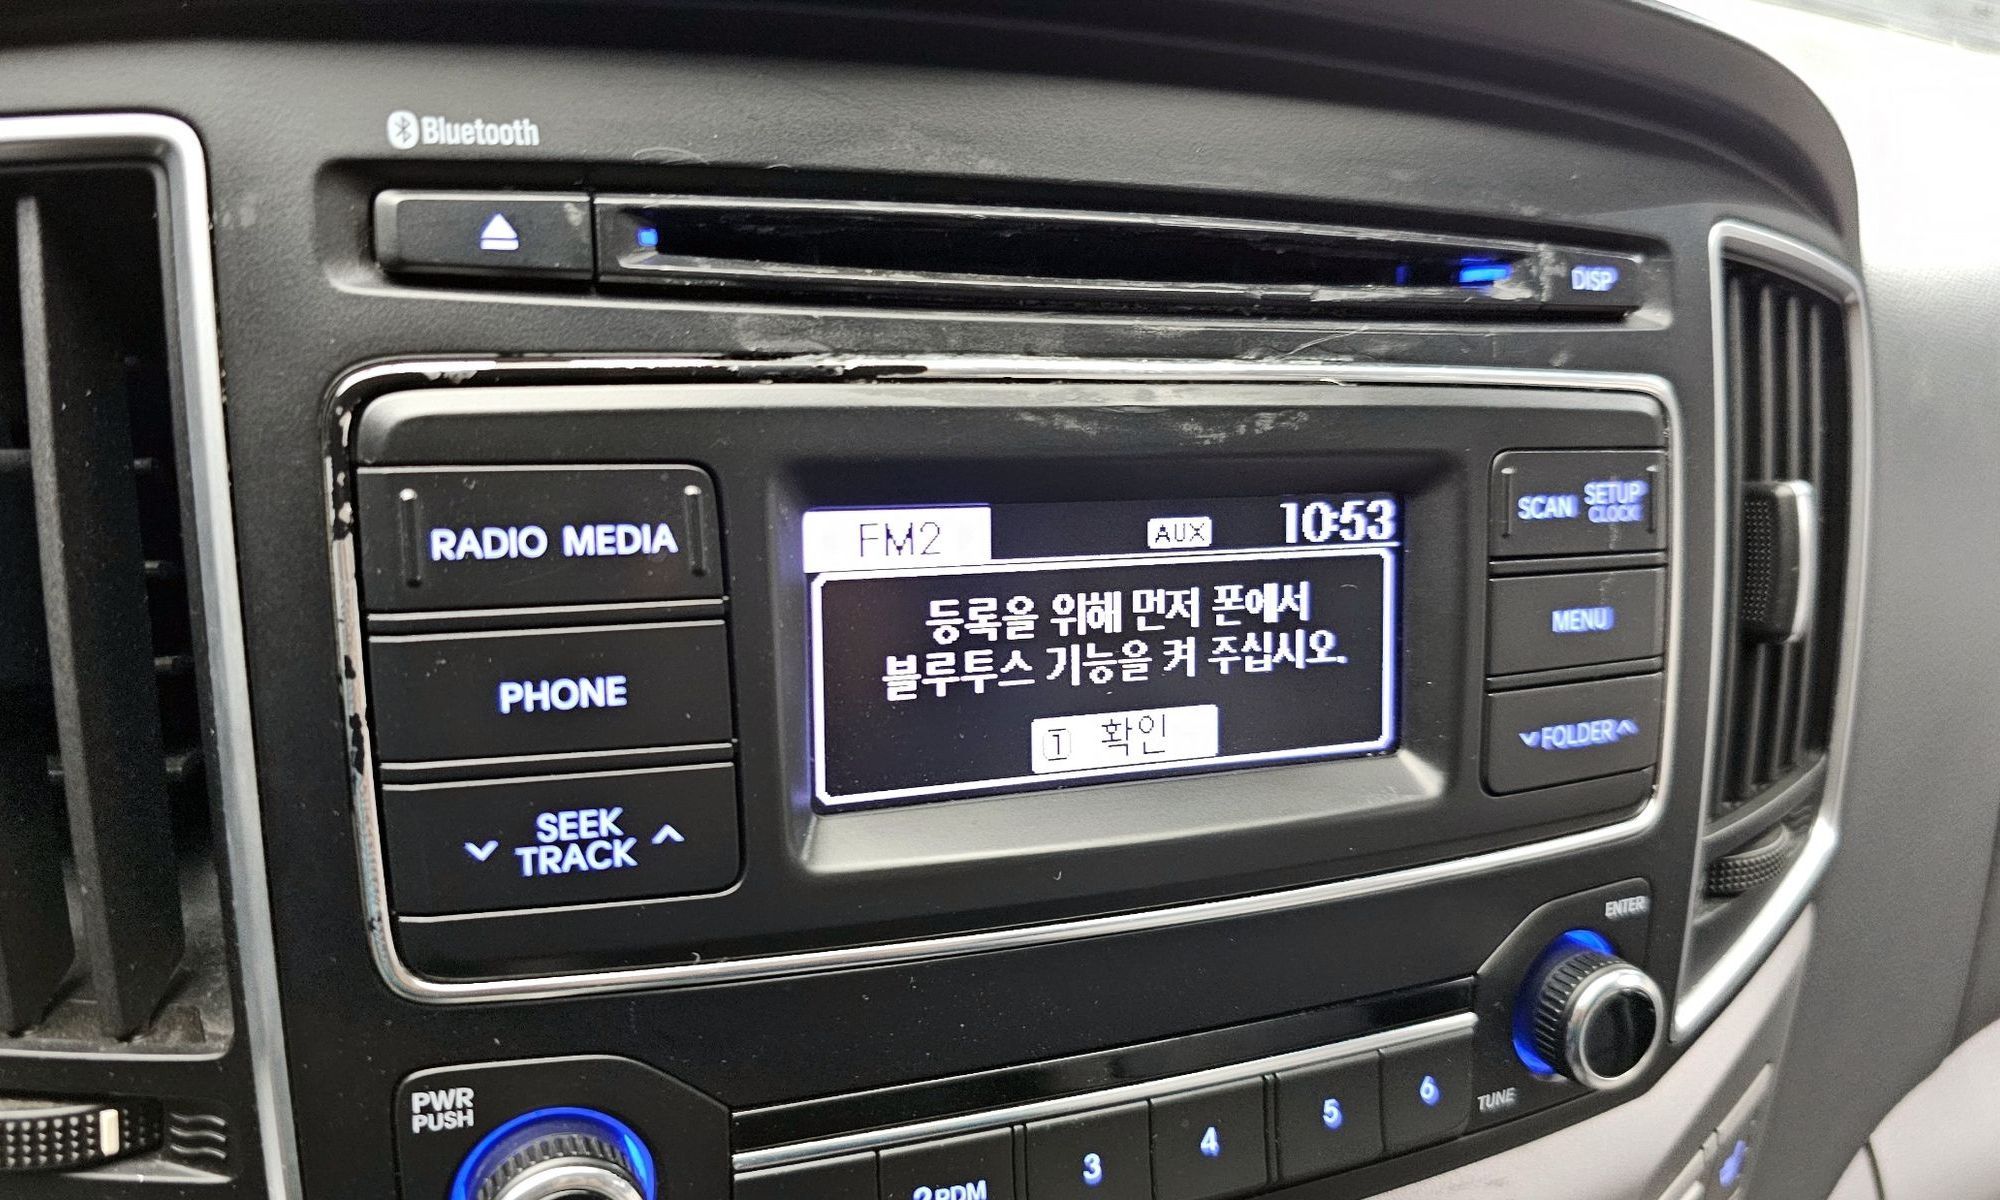 Bluetooth
DISP
RADIO MEDIA
PHONE
SEEK
TRACK
FM2
AUX
10:53
등록을 위해 먼저 폰에서
블루투스 기능을 켜 주십시오.
1 확인
SCAN SETUP
CLOCK
MENU
FOLDER
ENTER
TUNE
PWR
PUSH
2 RDM
3
4
5
6